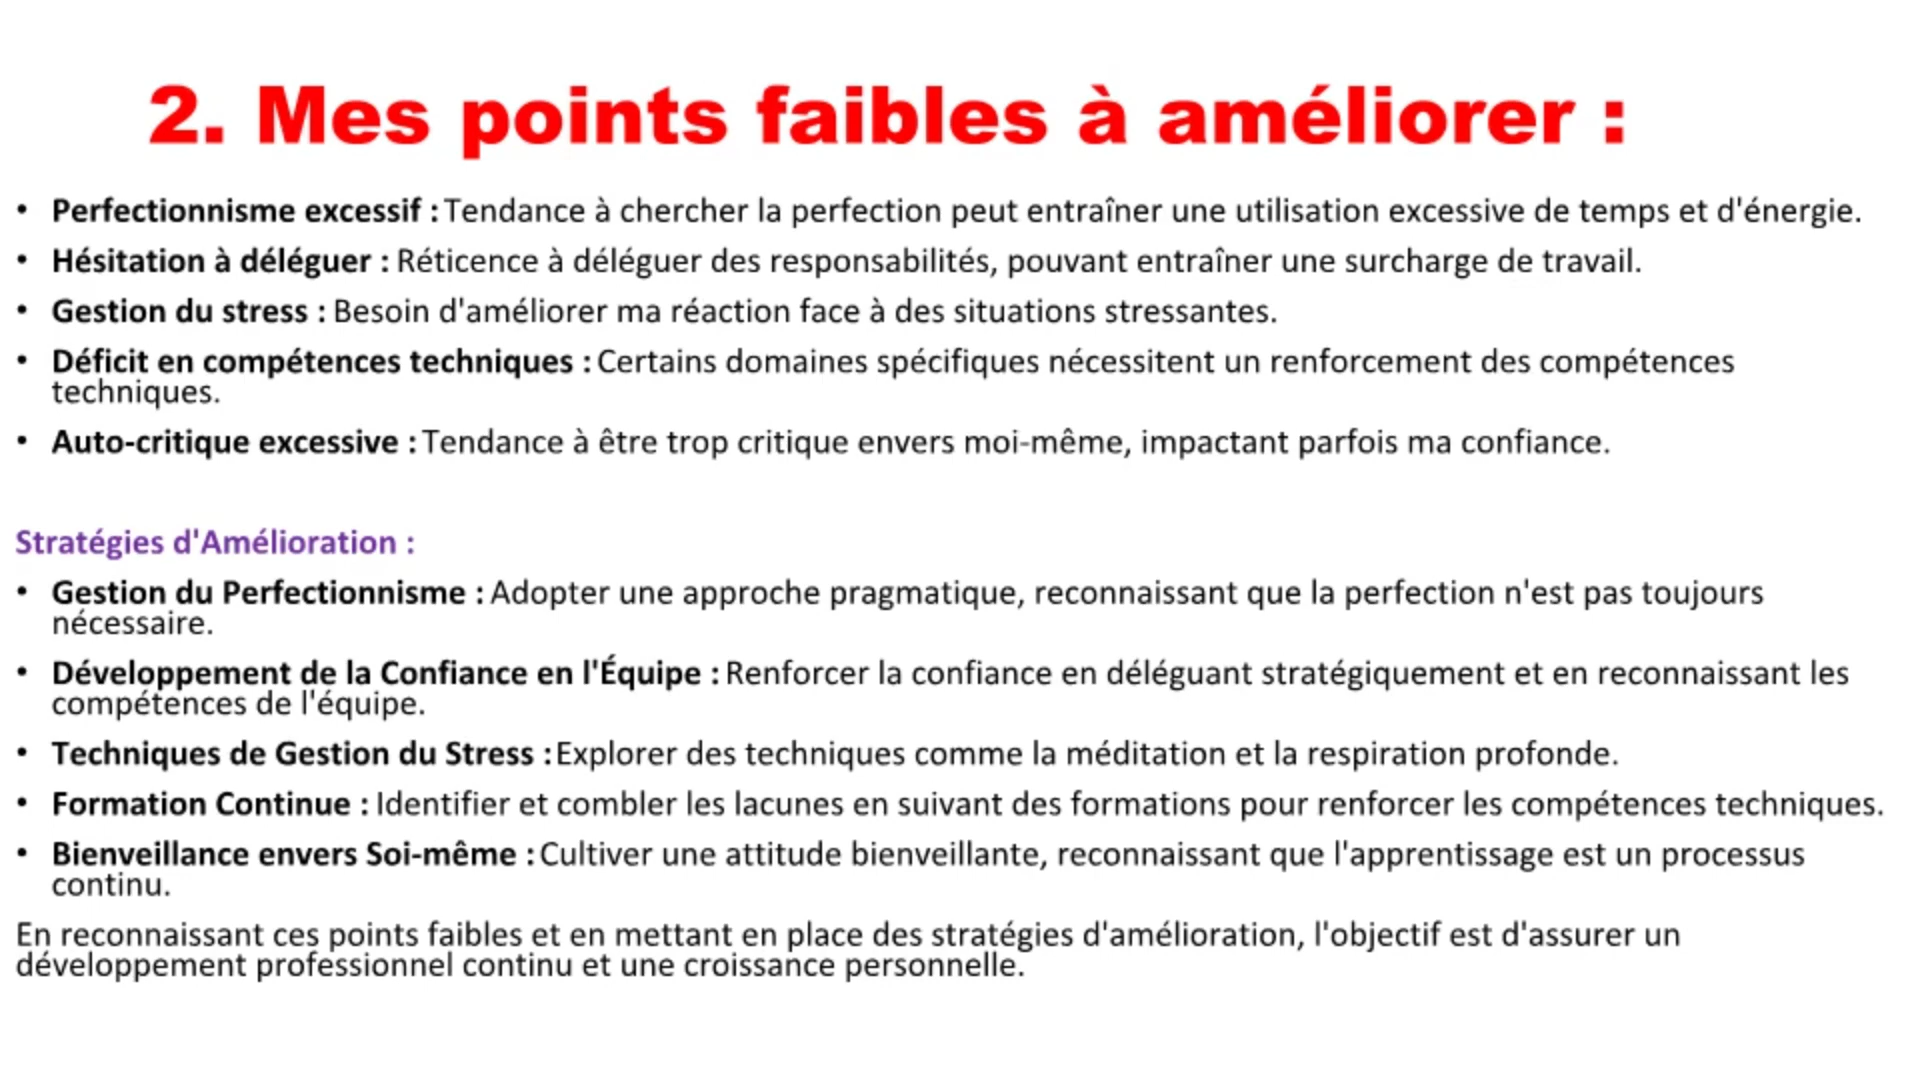 2. Mes points faibles à améliorer :
• Perfectionnisme excessif : Tendance à chercher la perfection peut entraîner une utilisation excessive de temps et d'énergie.
• Hésitation à déléguer : Réticence à déléguer des responsabilités, pouvant entraîner une surcharge de travail.
• Gestion du stress : Besoin d'améliorer ma réaction face à des situations stressantes.
• Déficit en compétences techniques : Certains domaines spécifiques nécessitent un renforcement des compétences
techniques.
• Auto-critique excessive : Tendance à être trop critique envers moi-même, impactant parfois ma confiance.
Stratégies d'Amélioration :
• Gestion du Perfectionnisme : Adopter une approche pragmatique, reconnaissant que la perfection n'est pas toujours
nécessaire.
• Développement de la Confiance en l'Équipe : Renforcer la confiance en déléguant stratégiquement et en reconnaissant les
compétences de l'équipe.
• Techniques de Gestion du Stress : Explorer des techniques comme la méditation et la respiration profonde.
• Formation Continue : Identifier et combler les lacunes en suivant des formations pour renforcer les compétences techniques.
• Bienveillance envers Soi-même : Cultiver une attitude bienveillante, reconnaissant que l'apprentissage est un processus
continu.
En reconnaissant ces points faibles et en mettant en place des stratégies d'amélioration, l'objectif est d'assurer un
développement professionnel continu et une croissance personnelle.